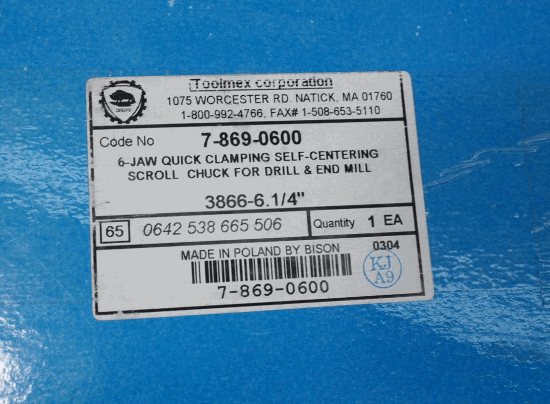 Toolmex corporation
1075 WORCESTER RD. NATICK, MA 01760
1-800-992-4766, FAX# 1-508-653-5110
Code No 7-869-0600
6-JAW QUICK CLAMPING SELF-CENTERING
SCROLL CHUCK FOR DRILL & END MILL
3866-6.1/4"
65 0642 538 665 506 Quantity 1 EA
MADE IN POLAND BY BISON 0304
KJ
A9
7-869-0600